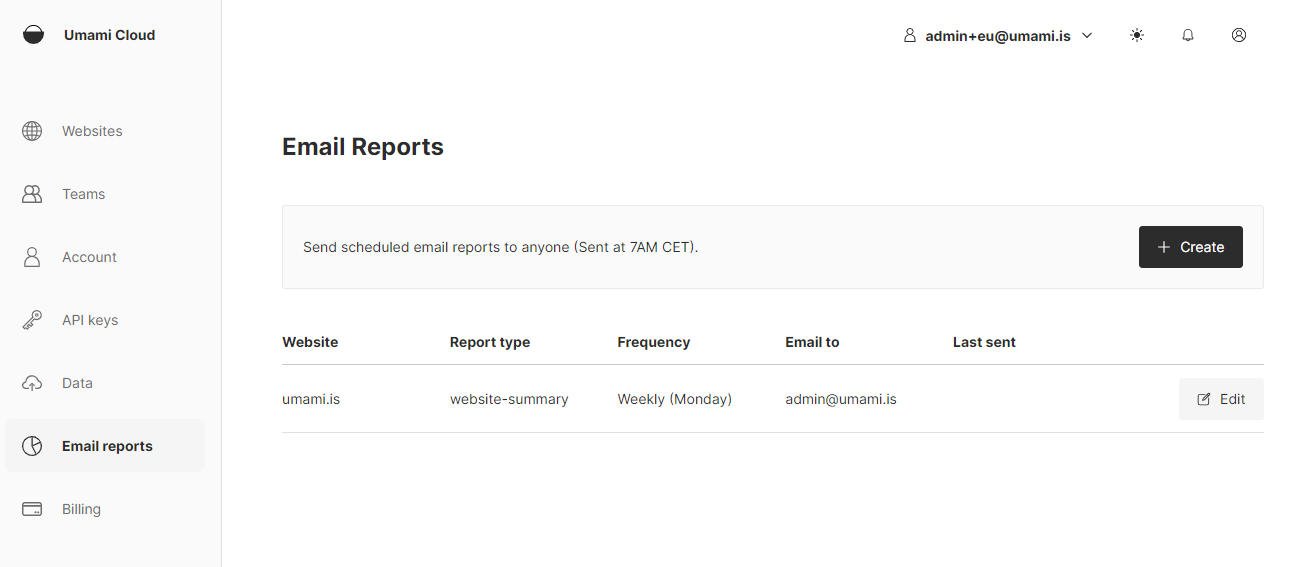 Umami Cloud
admin+eu@umami.is
Websites
Teams
Account
API keys
Data
Email reports
Billing
Email Reports
Send scheduled email reports to anyone (Sent at 7AM CET).
Create
Website Report type Frequency Email to Last sent
umami.is website-summary Weekly (Monday) admin@umami.is Edit